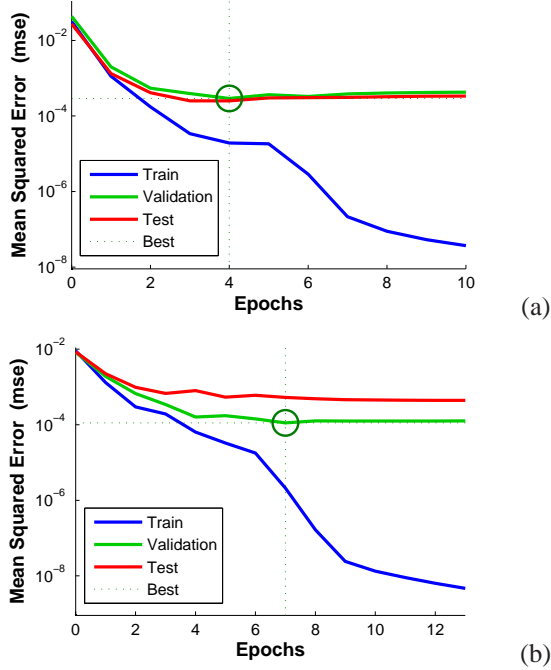 Mean Squared Error (mse)
10^-2
10^-4
10^-6
10^-8
Train
Validation
Test
Best
0 2 4 6 8 10
Epochs
(a)
Mean Squared Error (mse)
10^-2
10^-4
10^-6
10^-8
Train
Validation
Test
Best
0 2 4 6 8 10 12
Epochs
(b)